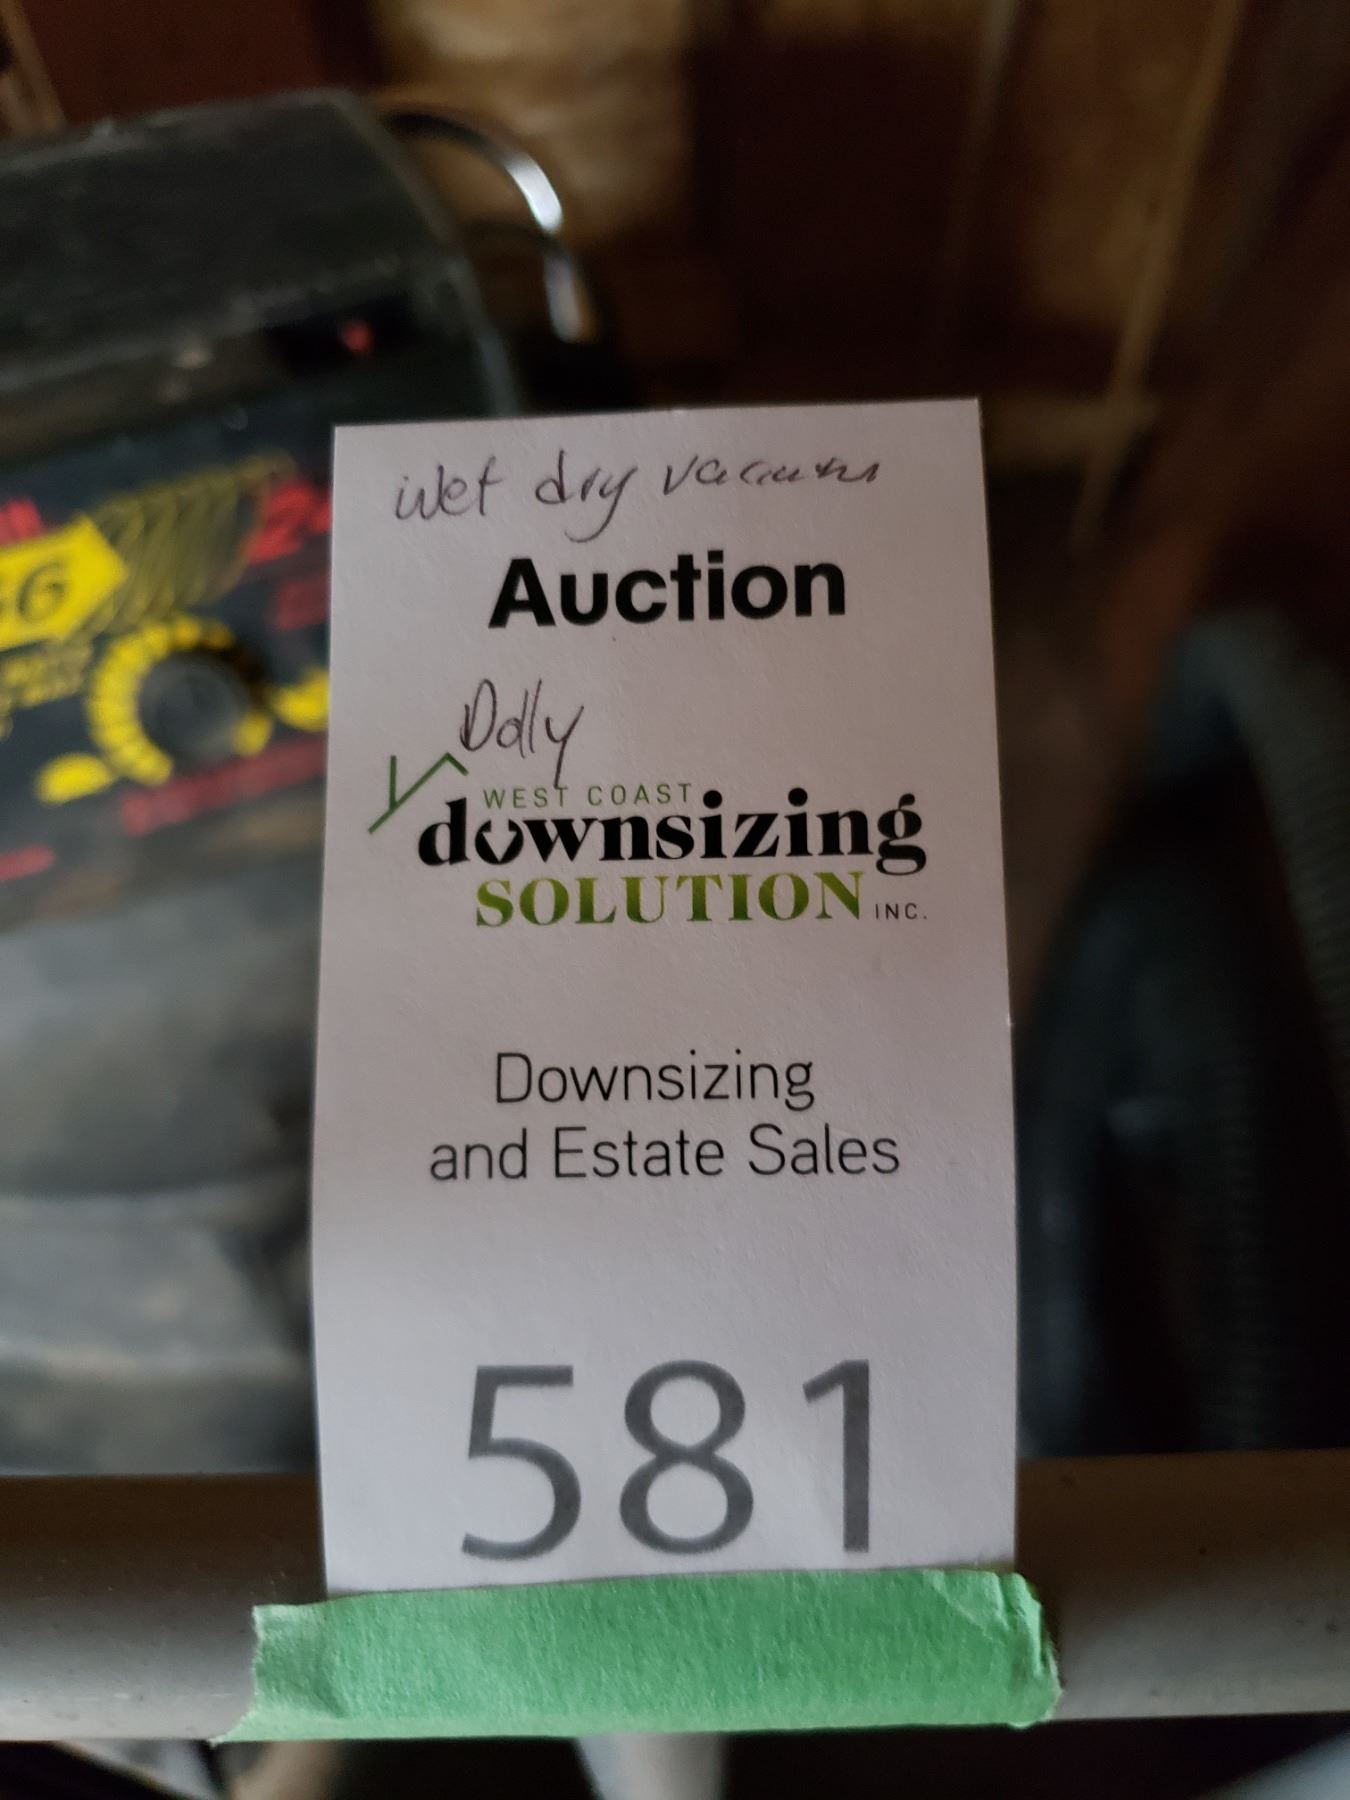 wet dry vacuum
Auction
Dolly
WEST COAST
downsizing
SOLUTION INC.
Downsizing
and Estate Sales
581